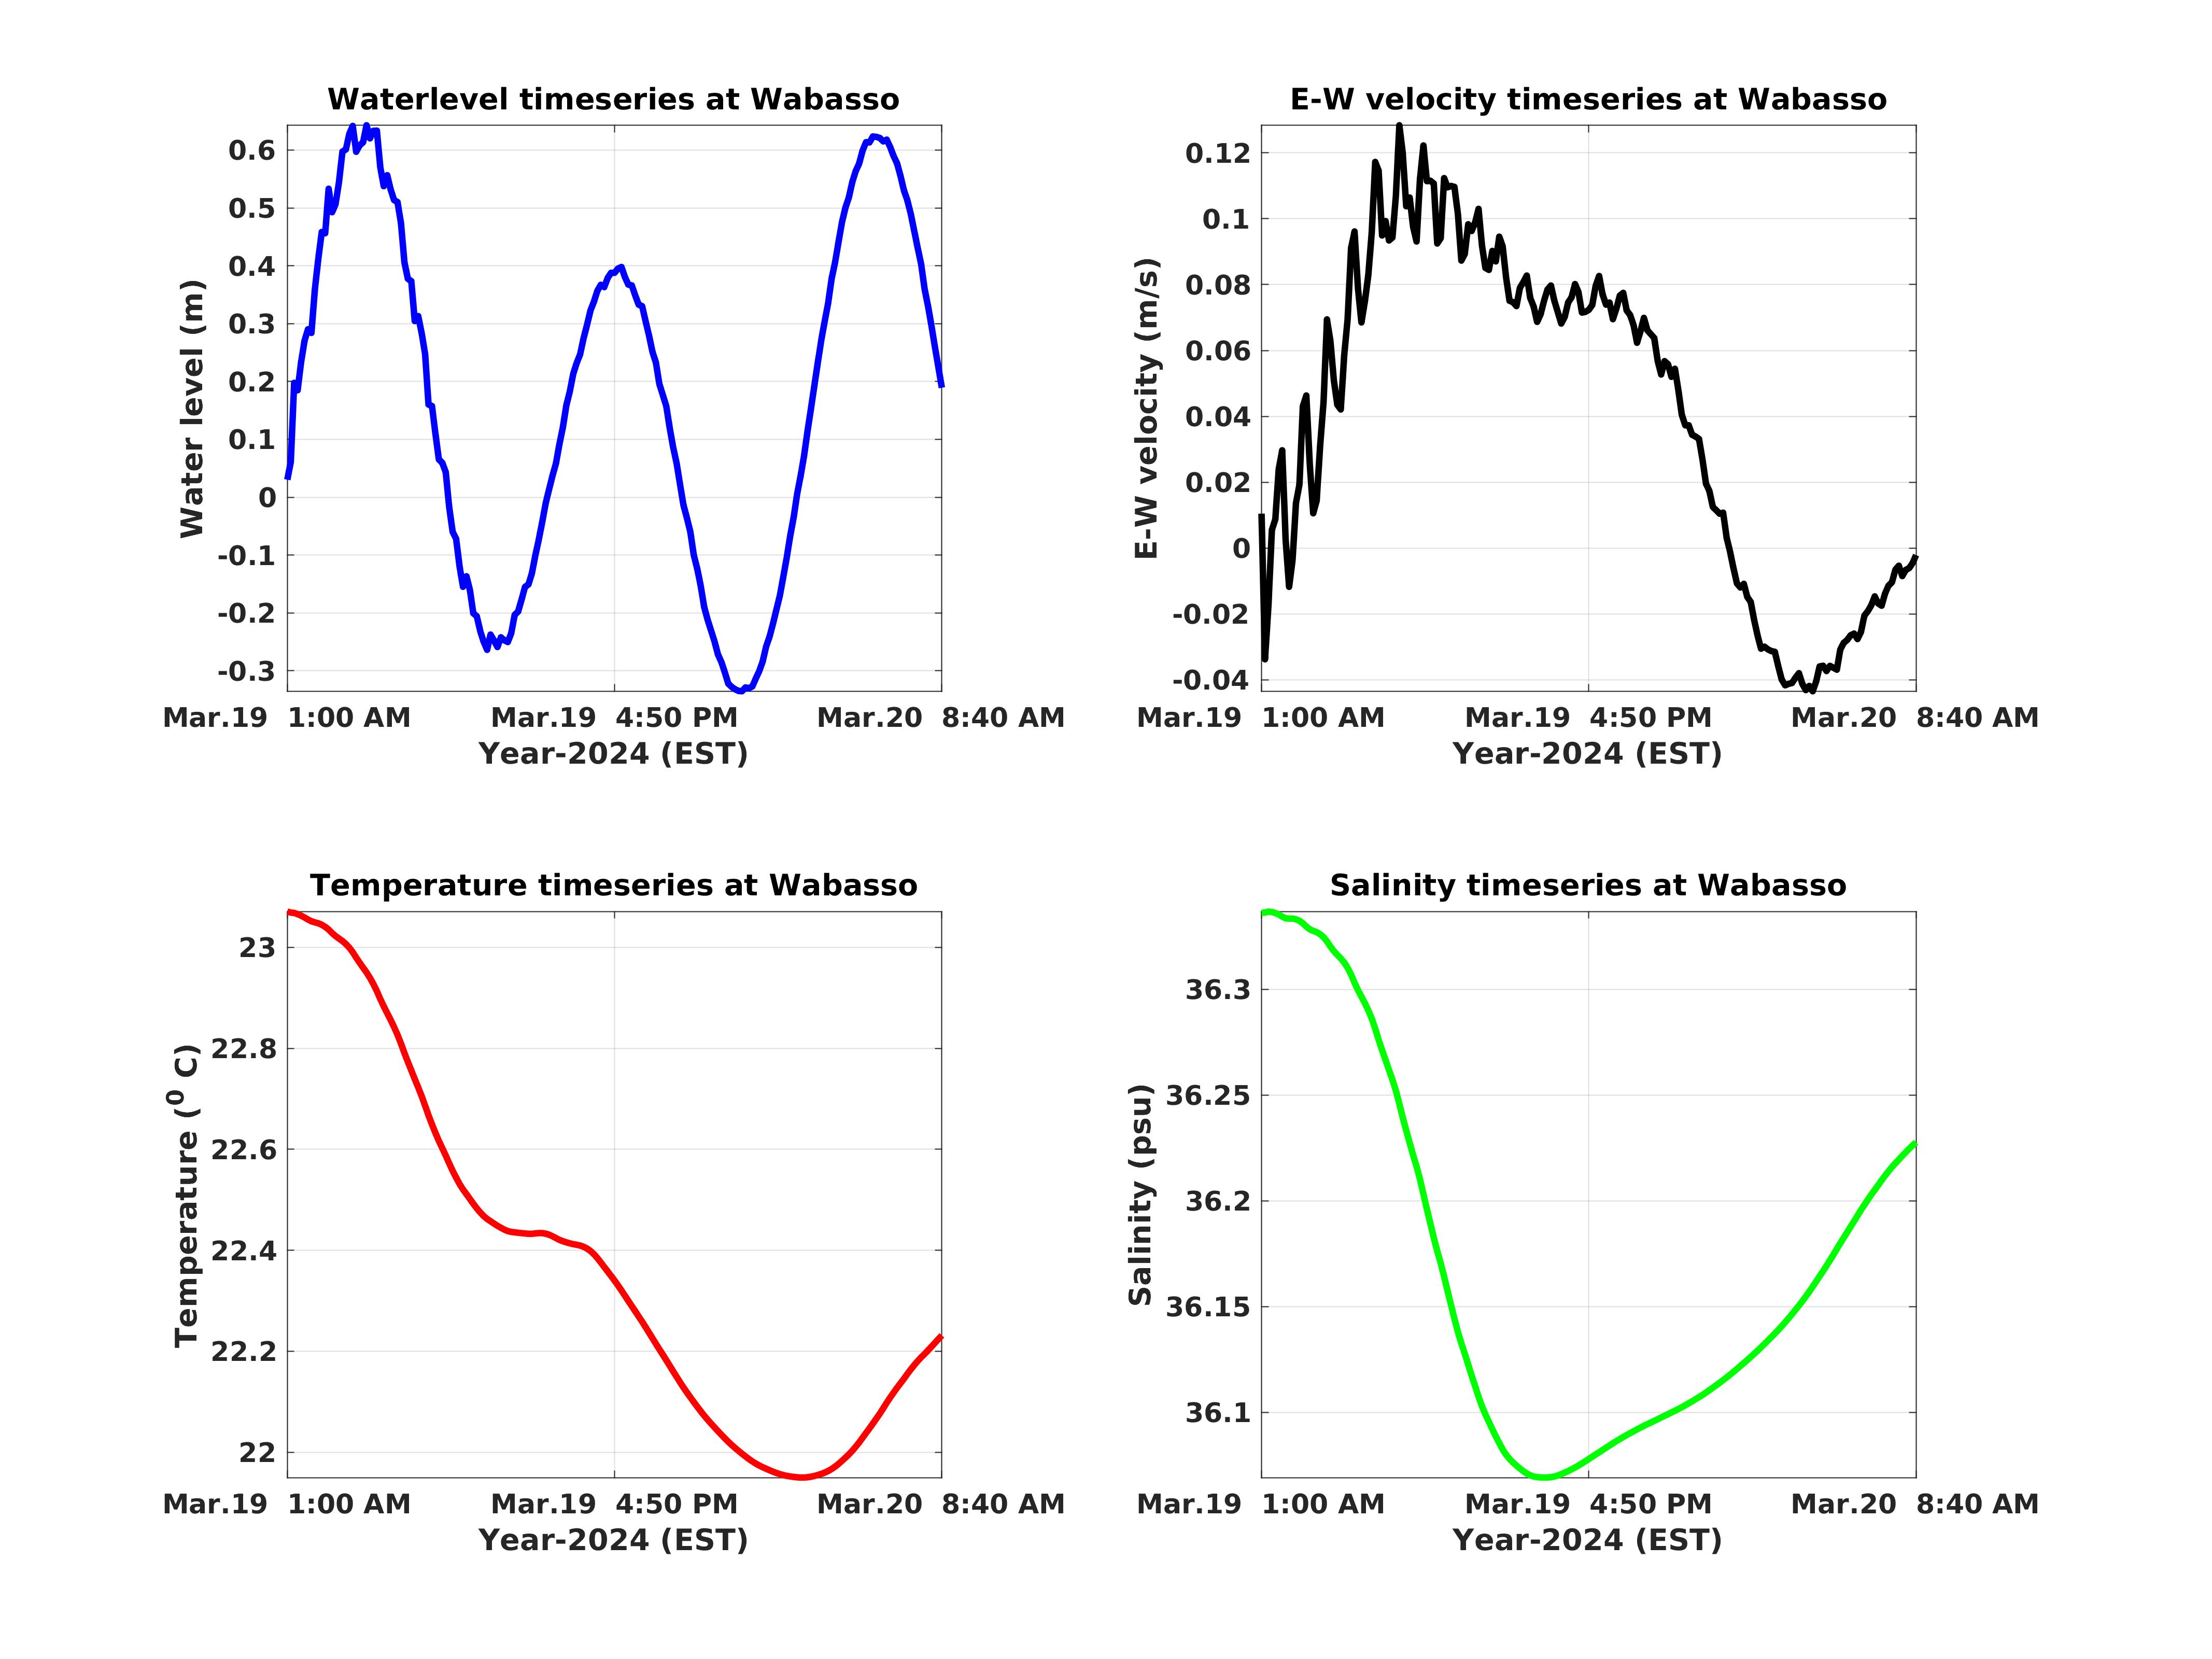 Waterlevel timeseries at Wabasso
Water level (m)
0.6
0.5
0.4
0.3
0.2
0.1
0
-0.1
-0.2
-0.3
Mar.19 1:00 AM Mar.19 4:50 PM Mar.20 8:40 AM
Year-2024 (EST)
E-W velocity timeseries at Wabasso
E-W velocity (m/s)
0.12
0.1
0.08
0.06
0.04
0.02
0
-0.02
-0.04
Mar.19 1:00 AM Mar.19 4:50 PM Mar.20 8:40 AM
Year-2024 (EST)
Temperature timeseries at Wabasso
Temperature (⁰ C)
23
22.8
22.6
22.4
22.2
22
Mar.19 1:00 AM Mar.19 4:50 PM Mar.20 8:40 AM
Year-2024 (EST)
Salinity timeseries at Wabasso
Salinity (psu)
36.3
36.25
36.2
36.15
36.1
Mar.19 1:00 AM Mar.19 4:50 PM Mar.20 8:40 AM
Year-2024 (EST)